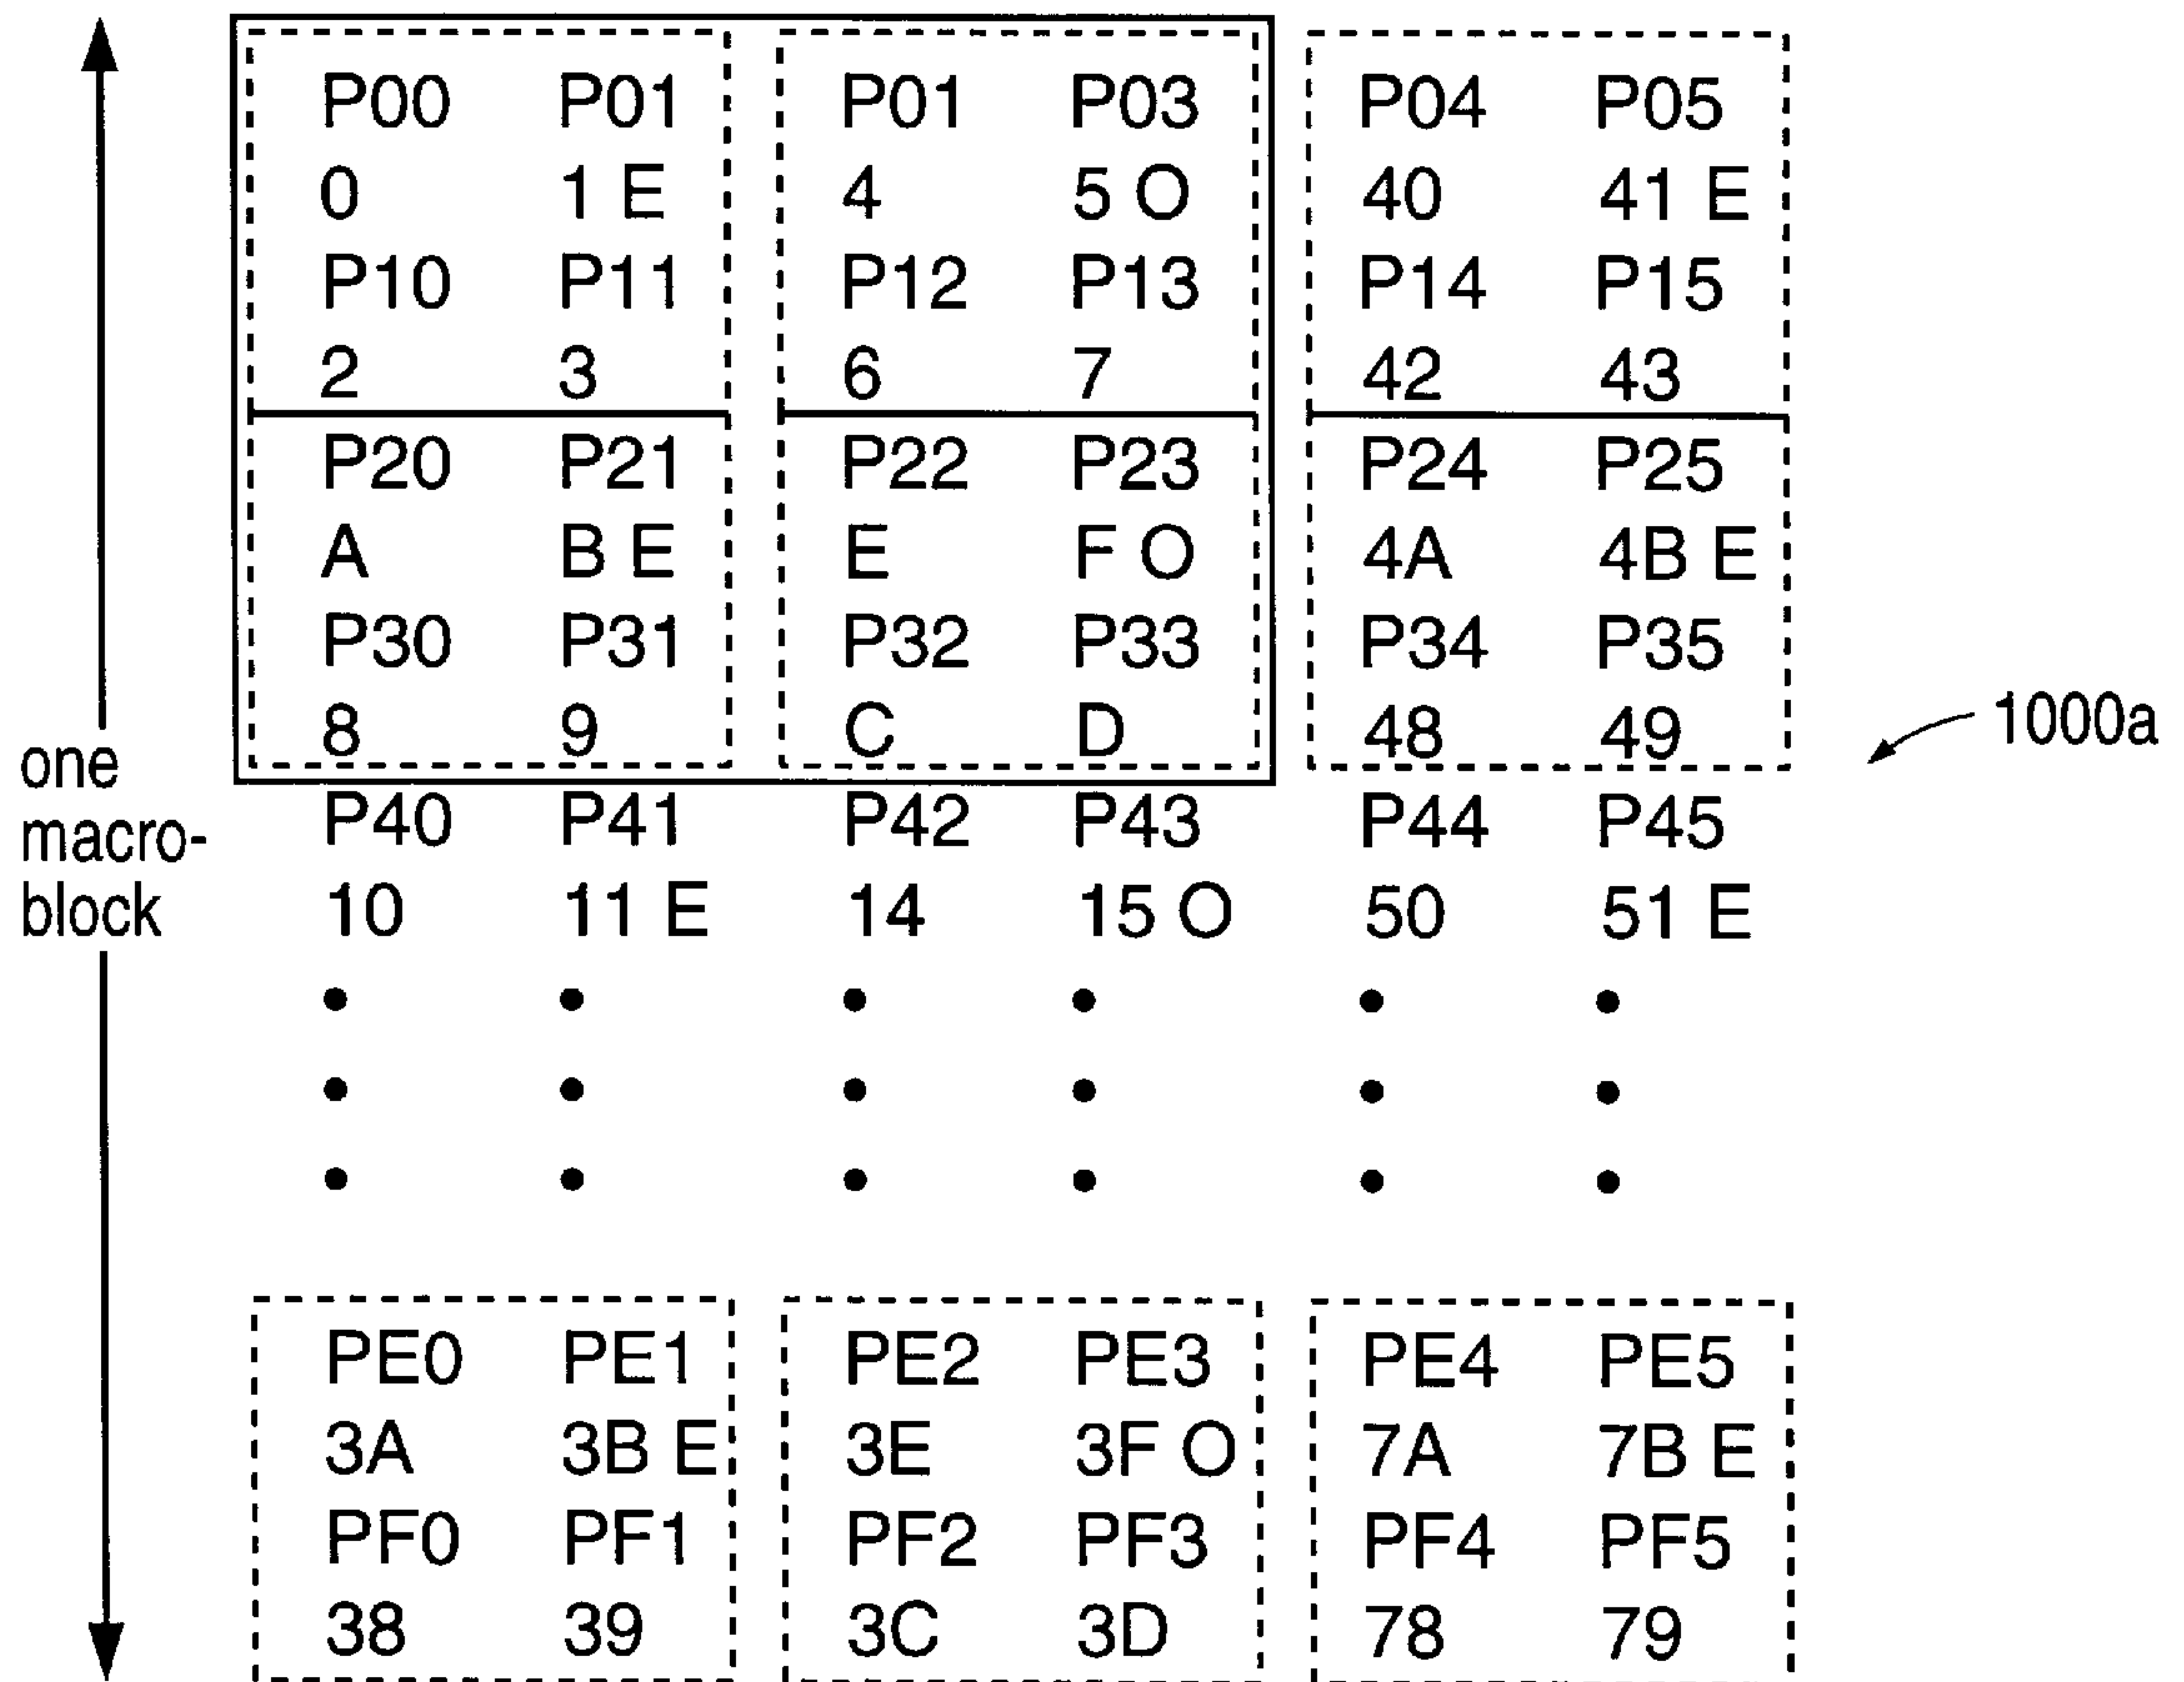 P00 P01 P01 P03 P04 P05
0 1 E 4 5 O 40 41 E
P10 P11 P12 P13 P14 P15
2 3 6 7 42 43
P20 P21 P22 P23 P24 P25
A B E E F O 4A 4B E
P30 P31 P32 P33 P34 P35
8 9 C D 48 49
1000a
one
macro-
block
P40 P41 P42 P43 P44 P45
10 11 E 14 15 O 50 51 E
PE0 PE1 PE2 PE3 PE4 PE5
3A 3B E 3E 3F O 7A 7B E
PF0 PF1 PF2 PF3 PF4 PF5
38 39 3C 3D 78 79